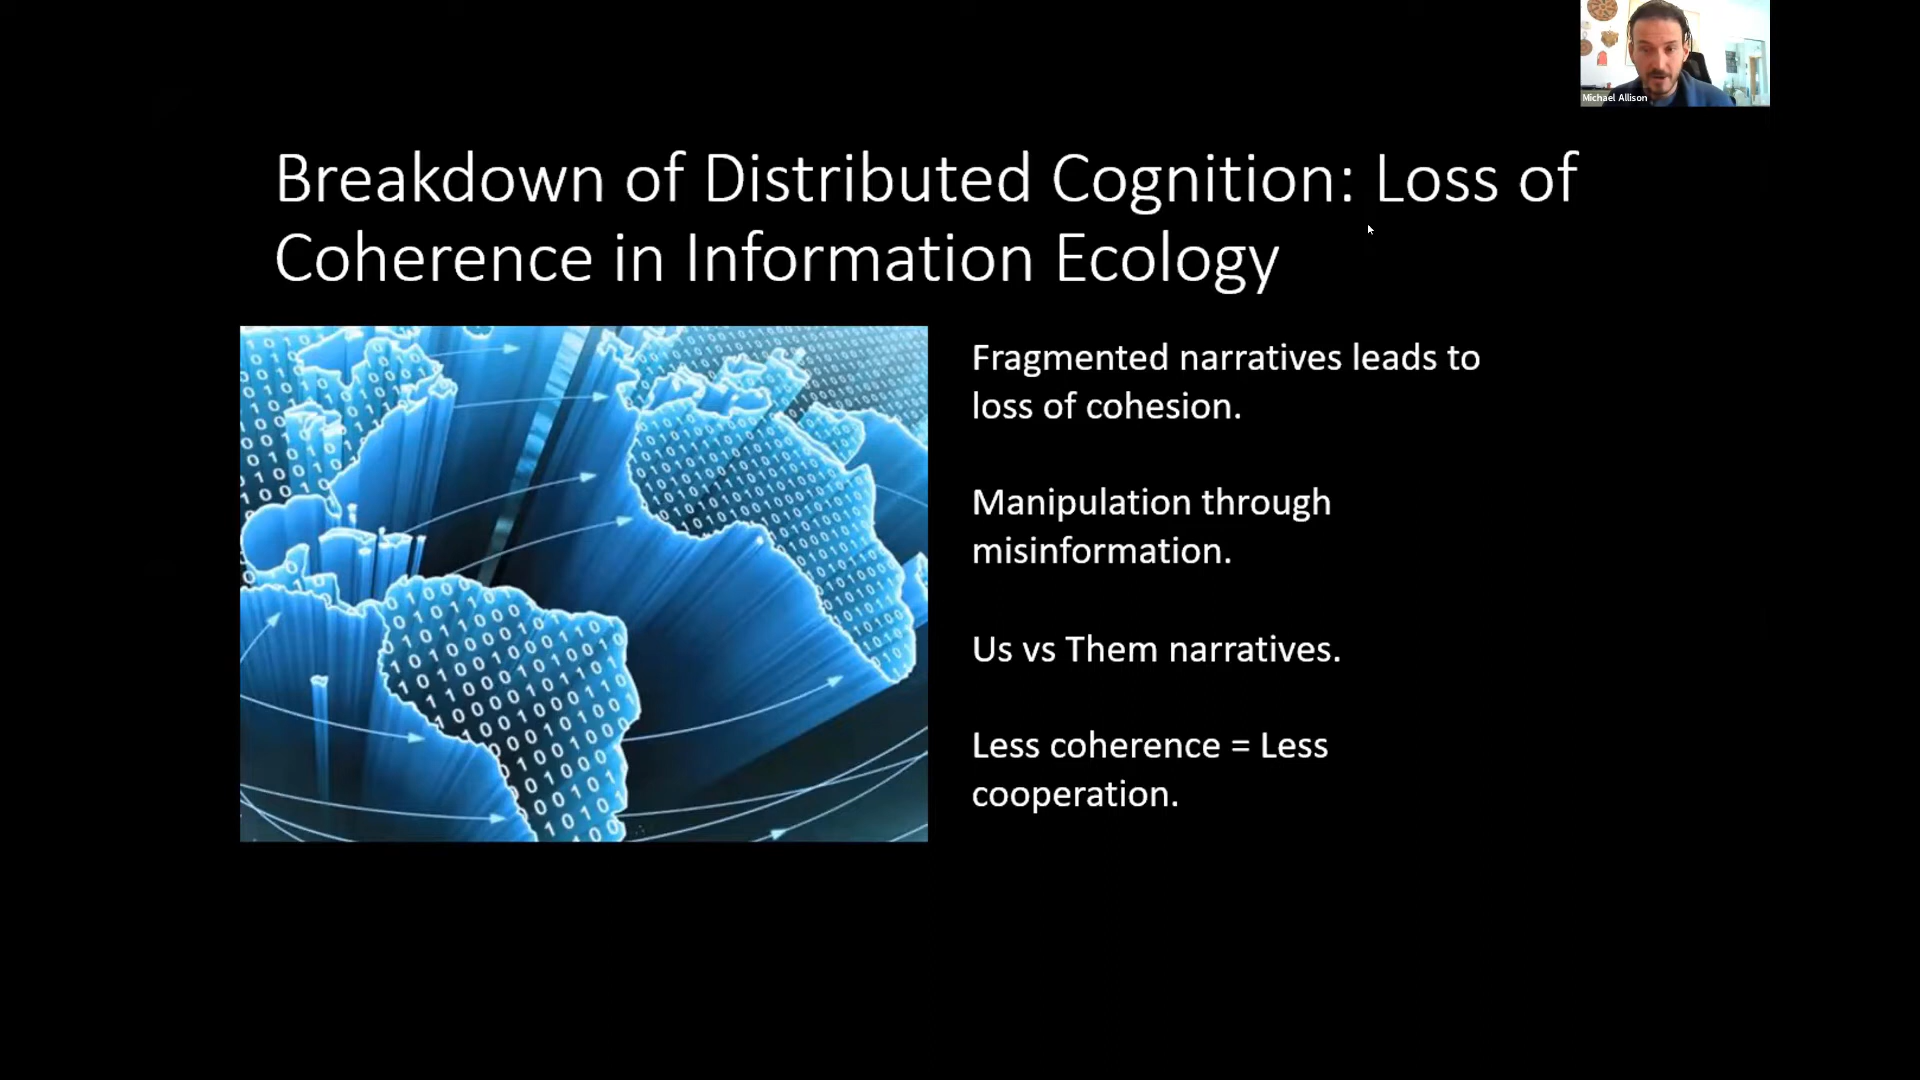 Michael Allison
Breakdown of Distributed Cognition: Loss of
Coherence in Information Ecology
Fragmented narratives leads to
loss of cohesion.
Manipulation through
misinformation.
Us vs Them narratives.
Less coherence = Less
cooperation.